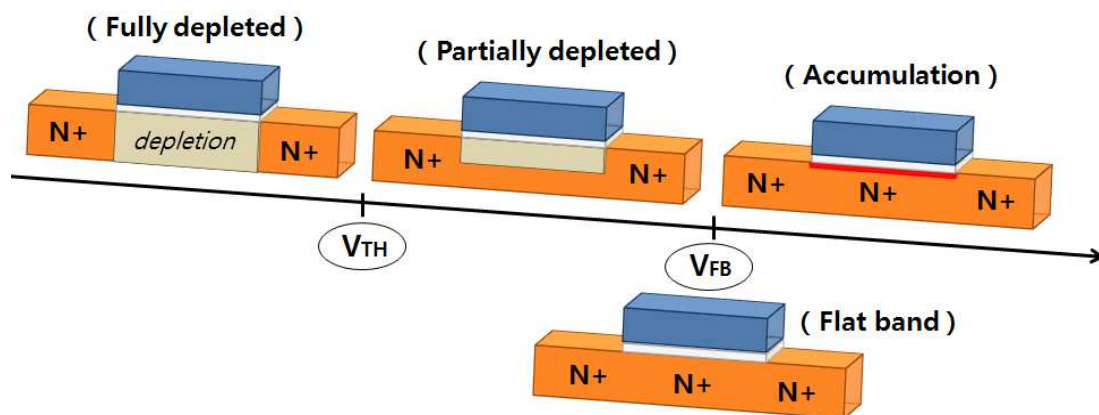 ( Fully depleted )
( Partially depleted )
( Accumulation )
N+ depletion N+
N+ N+
N+ N+ N+
VTH
VFB
( Flat band )
N+ N+ N+